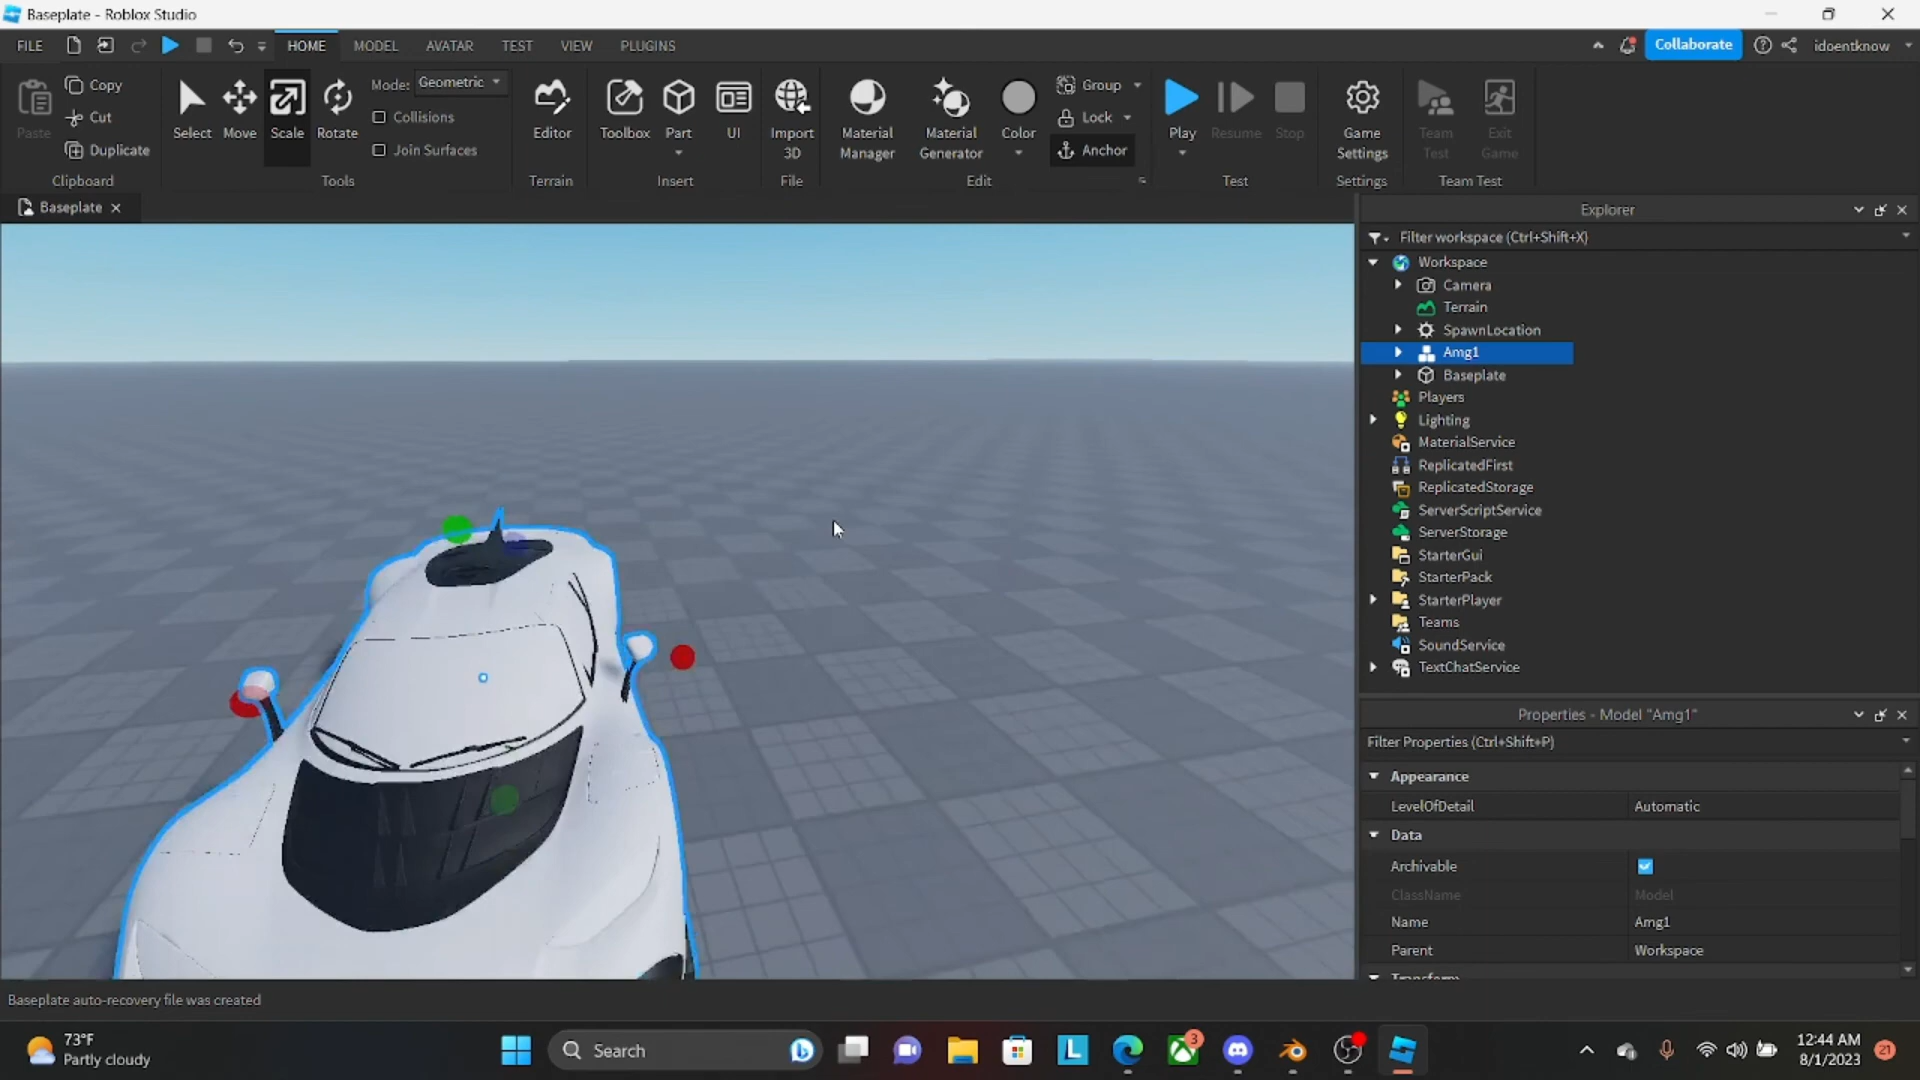 Baseplate - Roblox Studio
FILE HOME MODEL AVATAR TEST VIEW PLUGINS Collaborate idoentknow
Paste Copy Cut Duplicate
Clipboard
Select Move Scale Rotate
Mode: Geometric
Collisions
Join Surfaces
Tools
Editor
Terrain
Toolbox Part UI
Insert
Import 3D
File
Material Manager
Material Generator
Color
Group
Lock
Anchor
Edit
Play Resume Stop
Test
Game Settings
Settings
Team Test
Exit Game
Team Test
Baseplate
Explorer
Filter workspace (Ctrl+Shift+X)
Workspace
Camera
Terrain
SpawnLocation
Amg1
Baseplate
Players
Lighting
MaterialService
ReplicatedFirst
ReplicatedStorage
ServerScriptService
ServerStorage
StarterGui
StarterPack
StarterPlayer
Teams
SoundService
TextChatService
Properties - Model "Amg1"
Filter Properties (Ctrl+Shift+P)
Appearance
LevelOfDetail Automatic
Data
Archivable
ClassName Model
Name Amg1
Parent Workspace
Transform
Baseplate auto-recovery file was created
73°F
Partly cloudy
Search
3
12:44 AM
8/1/2023
21